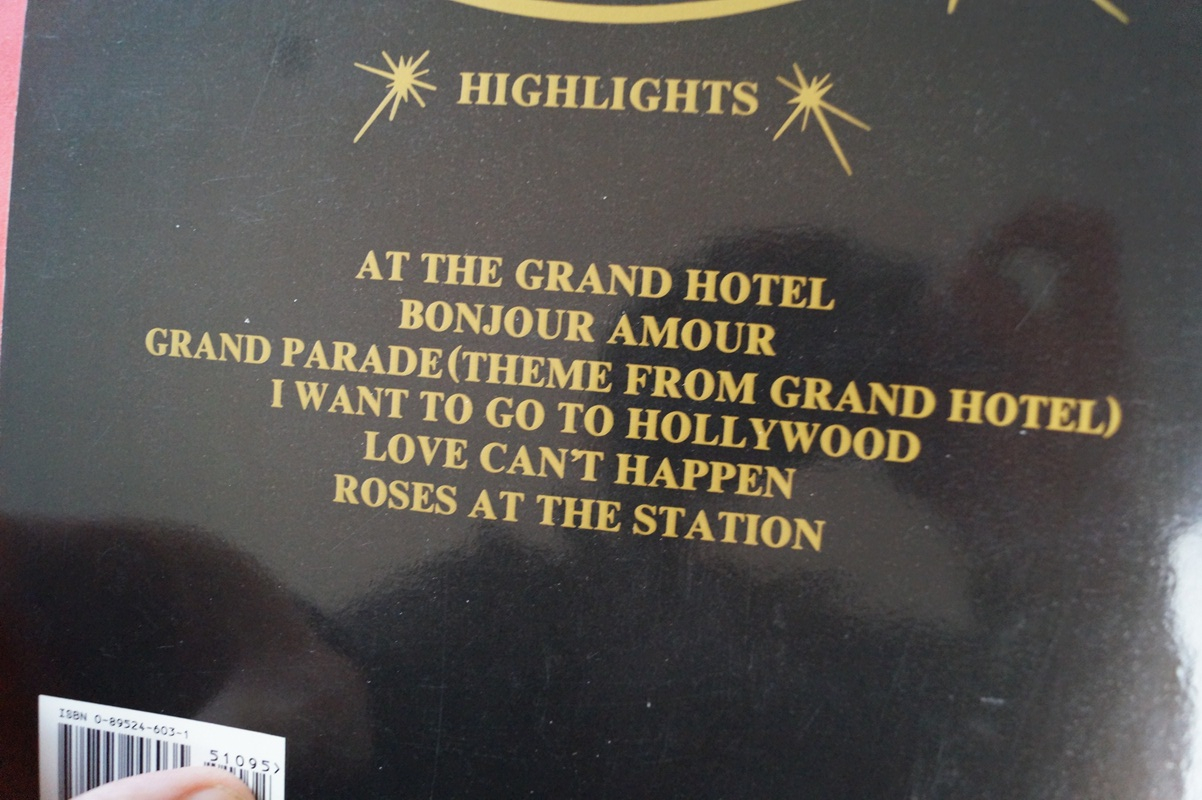 HIGHLIGHTS
AT THE GRAND HOTEL
BONJOUR AMOUR
GRAND PARADE (THEME FROM GRAND HOTEL)
I WANT TO GO TO HOLLYWOOD
LOVE CAN'T HAPPEN
ROSES AT THE STATION
ISBN 0-89524-603-1
51095>